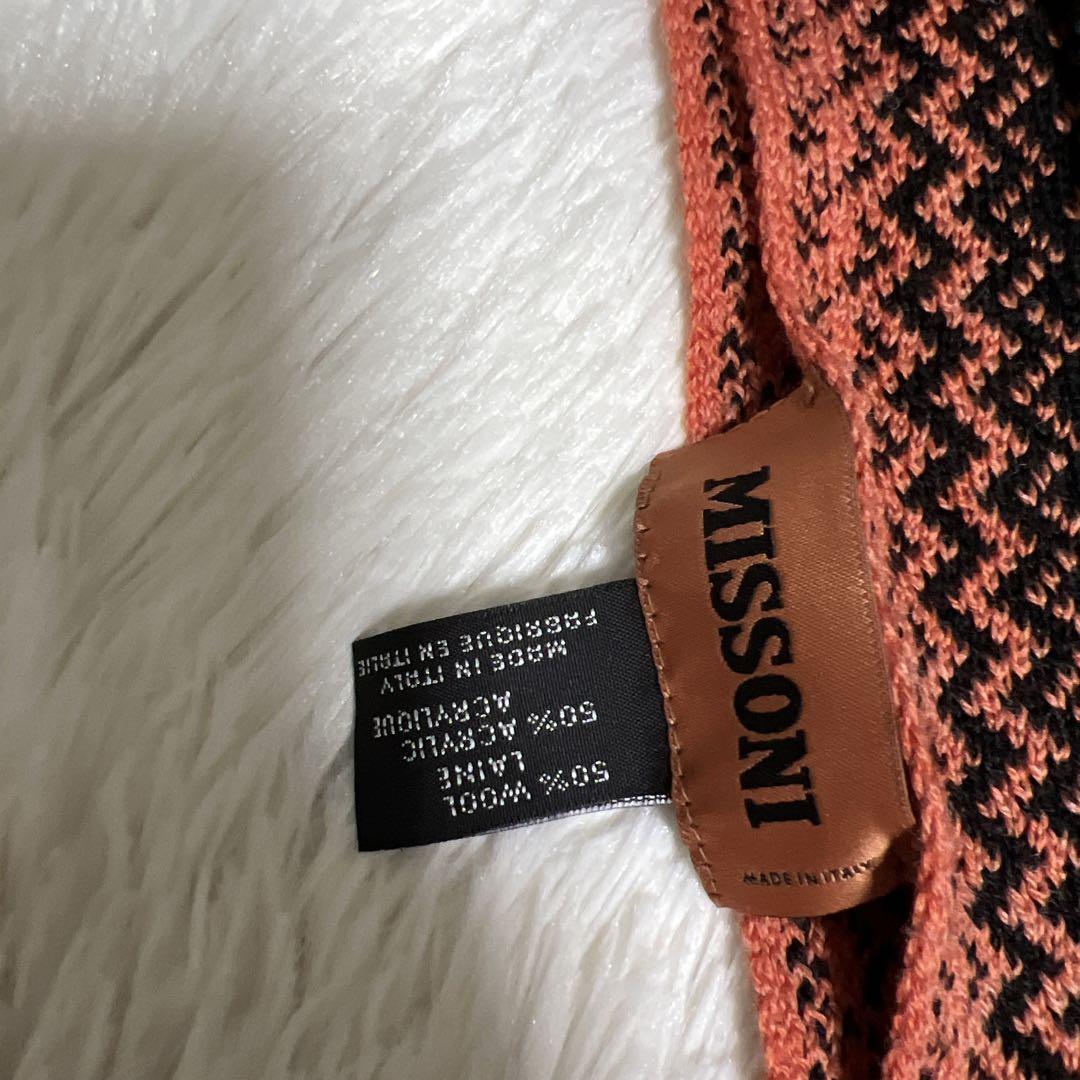 MISSONI
MADE IN ITALY
50% WOOL
LAINE
50% ACRYLIC
ACRYLIQUE
MADE IN ITALY
FABRIQUE EN ITALIE